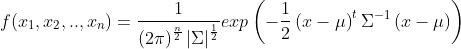 f(x_1, x_2, .., x_n) = \frac{1}{(2\pi)^{\frac{n}{2}} |\Sigma|^{\frac{1}{2}}} exp\left(-\frac{1}{2} (x - \mu)^t \Sigma^{-1} (x - \mu)\right)